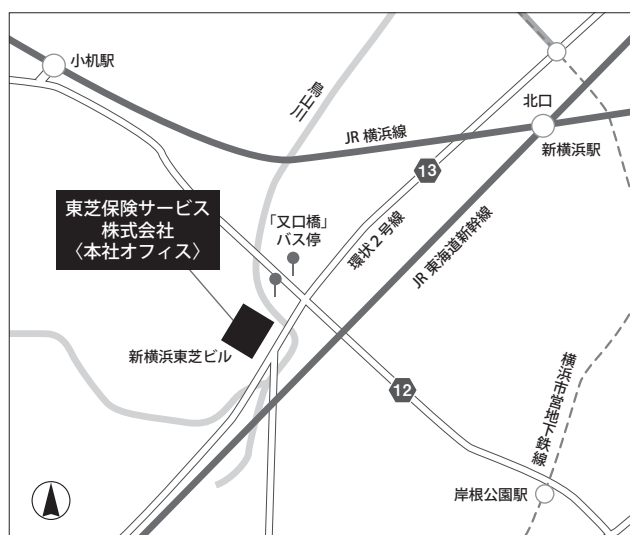 小机駅
鳥山川
北口
JR 横浜線
新横浜駅
13
東芝保険サービス
株式会社
〈本社オフィス〉
「又口橋」
バス停
環状2号線
JR 東海道新幹線
新横浜東芝ビル
横浜市営地下鉄線
12
岸根公園駅